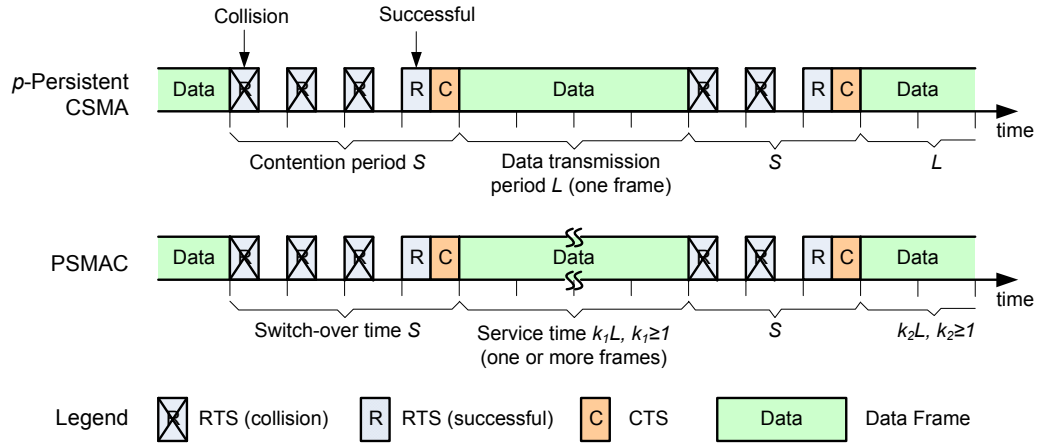 Collision
Successful
p-Persistent
CSMA
Data
R
R
R
R
C
Data
R
R
R
C
Data
time
Contention period S
Data transmission
period L (one frame)
S
L
PSMAC
Data
R
R
R
R
C
Data
R
R
R
C
Data
time
Switch-over time S
Service time k₁L, k₁≥1
(one or more frames)
S
k₂L, k₂≥1
Legend
R
RTS (collision)
R
RTS (successful)
C
CTS
Data
Data Frame